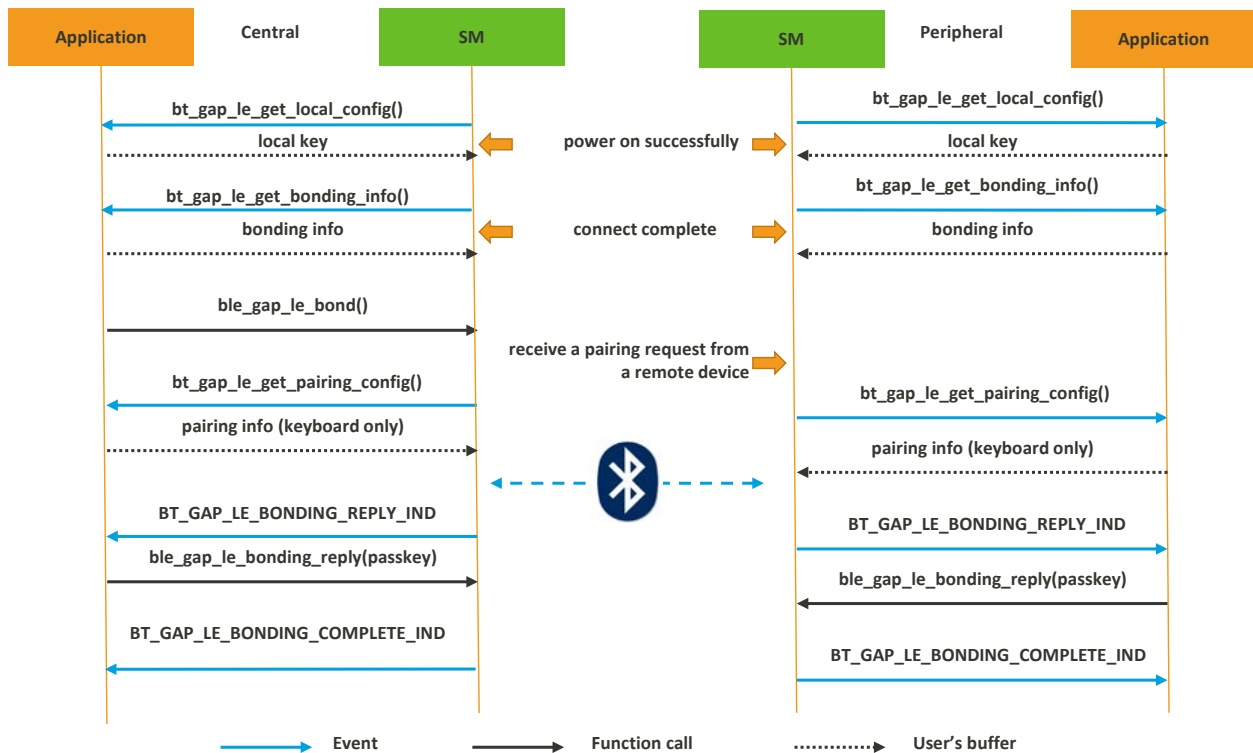 Application
Central
SM
SM
Peripheral
Application
bt_gap_le_get_local_config()
bt_gap_le_get_local_config()
local key
power on successfully
local key
bt_gap_le_get_bonding_info()
bt_gap_le_get_bonding_info()
bonding info
connect complete
bonding info
ble_gap_le_bond()
receive a pairing request from
a remote device
bt_gap_le_get_pairing_config()
bt_gap_le_get_pairing_config()
pairing info (keyboard only)
pairing info (keyboard only)
BT_GAP_LE_BONDING_REPLY_IND
BT_GAP_LE_BONDING_REPLY_IND
ble_gap_le_bonding_reply(passkey)
ble_gap_le_bonding_reply(passkey)
BT_GAP_LE_BONDING_COMPLETE_IND
BT_GAP_LE_BONDING_COMPLETE_IND
Event
Function call
User's buffer